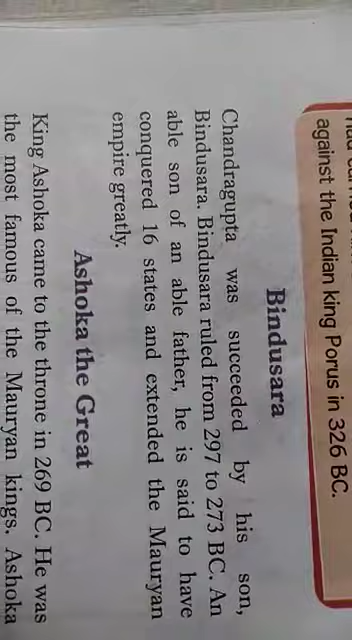 against the Indian king Porus in 326 BC.
Bindusara
Chandragupta was succeeded by his son,
Bindusara. Bindusara ruled from 297 to 273 BC. An
able son of an able father, he is said to have
conquered 16 states and extended the Mauryan
empire greatly.
Ashoka the Great
King Ashoka came to the throne in 269 BC. He was
the most famous of the Mauryan kings. Ashoka